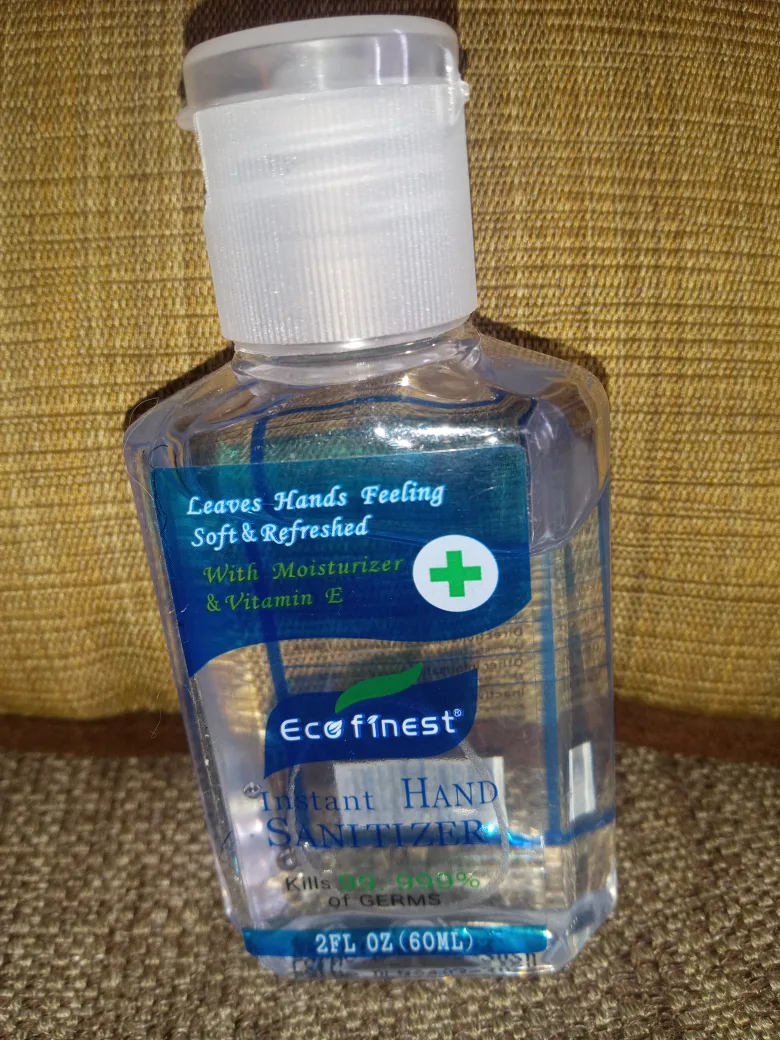 Leaves Hands Feeling
Soft & Refreshed
With Moisturizer
& Vitamin E
Ecofinest®
Instant HAND
SANITIZER
Kills 99.999%
of GERMS
2FL OZ (60ML)